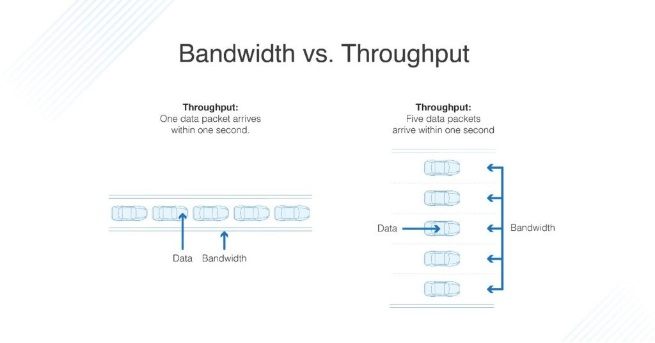 Bandwidth vs. Throughput
Throughput:
One data packet arrives
within one second.
Data
Bandwidth
Throughput:
Five data packets
arrive within one second
Data
Bandwidth